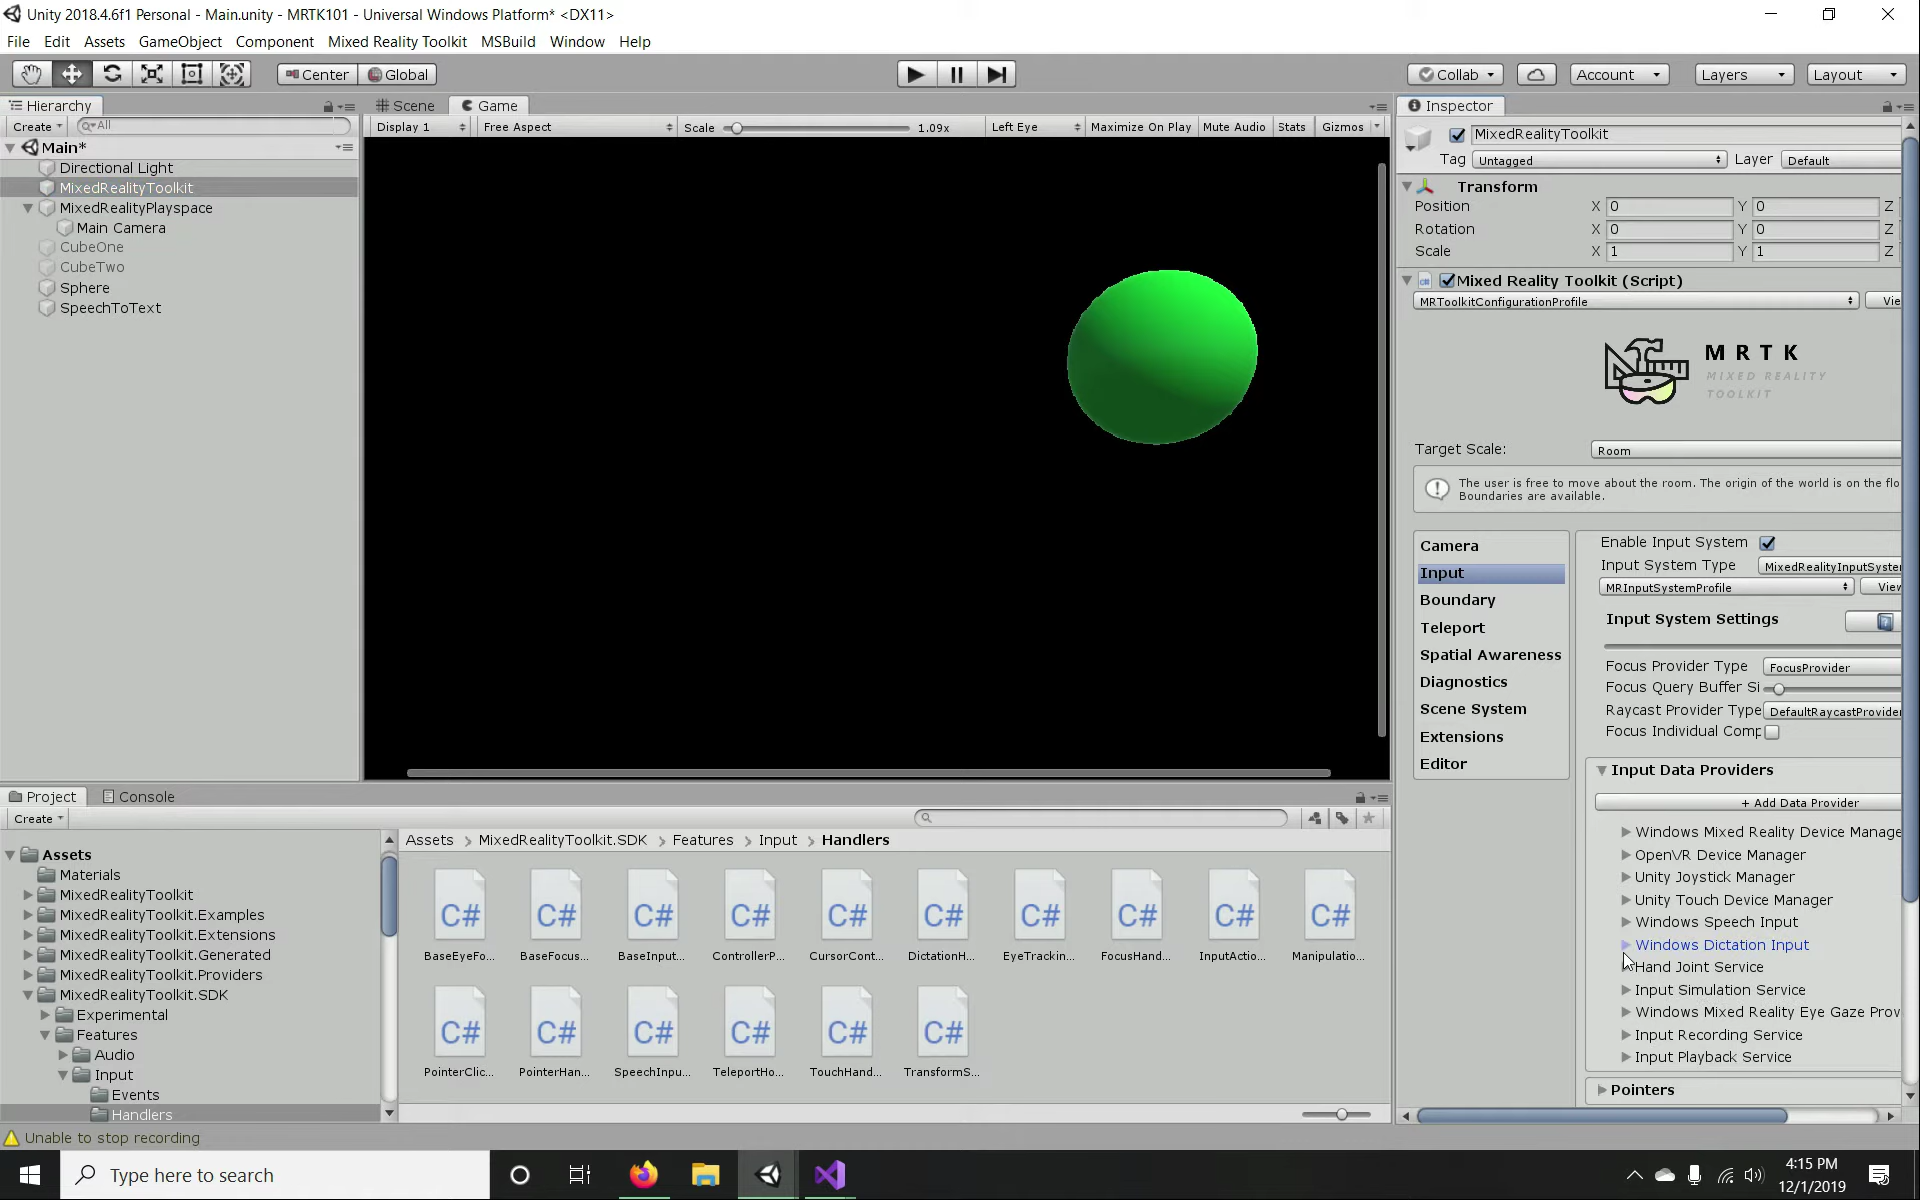 Unity 2018.4.6f1 Personal - Main.unity - MRTK101 - Universal Windows Platform* <DX11>
File Edit Assets GameObject Component Mixed Reality Toolkit MSBuild Window Help
Center Global Collab Account Layers Layout
Hierarchy
Create All
Main*
Directional Light
MixedRealityToolkit
MixedRealityPlayspace
Main Camera
CubeOne
CubeTwo
Sphere
SpeechToText
Scene Game
Display 1 Free Aspect Scale 1.09x Left Eye Maximize On Play Mute Audio Stats Gizmos
Inspector
MixedRealityToolkit
Tag Untagged Layer Default
Transform
Position X 0 Y 0 Z
Rotation X 0 Y 0 Z
Scale X 1 Y 1 Z
Mixed Reality Toolkit (Script)
MRToolkitConfigurationProfile Vie
MRTK
MIXED REALITY
TOOLKIT
Target Scale: Room
The user is free to move about the room. The origin of the world is on the flo
Boundaries are available.
Camera
Input
Boundary
Teleport
Spatial Awareness
Diagnostics
Scene System
Extensions
Editor
Enable Input System
Input System Type MixedRealityInputSyster
MRInputSystemProfile View
Input System Settings
Focus Provider Type FocusProvider
Focus Query Buffer Si
Raycast Provider Type DefaultRaycastProvider
Focus Individual Comp
Input Data Providers
+ Add Data Provider
Windows Mixed Reality Device Manage
OpenVR Device Manager
Unity Joystick Manager
Unity Touch Device Manager
Windows Speech Input
Windows Dictation Input
Hand Joint Service
Input Simulation Service
Windows Mixed Reality Eye Gaze Prov
Input Recording Service
Input Playback Service
Pointers
Project Console
Create
Assets
Materials
MixedRealityToolkit
MixedRealityToolkit.Examples
MixedRealityToolkit.Extensions
MixedRealityToolkit.Generated
MixedRealityToolkit.Providers
MixedRealityToolkit.SDK
Experimental
Features
Audio
Input
Events
Handlers
Assets MixedRealityToolkit.SDK Features Input Handlers
C# C# C# C# C# C# C# C# C# C#
BaseEyeFo... BaseFocus... BaseInput... ControllerP... CursorCont... DictationH... EyeTrackin... FocusHand... InputActio... Manipulatio...
C# C# C# C# C# C#
PointerClic... PointerHan... SpeechInpu... TeleportHo... TouchHand... TransformS...
Unable to stop recording
Type here to search
4:15 PM
12/1/2019